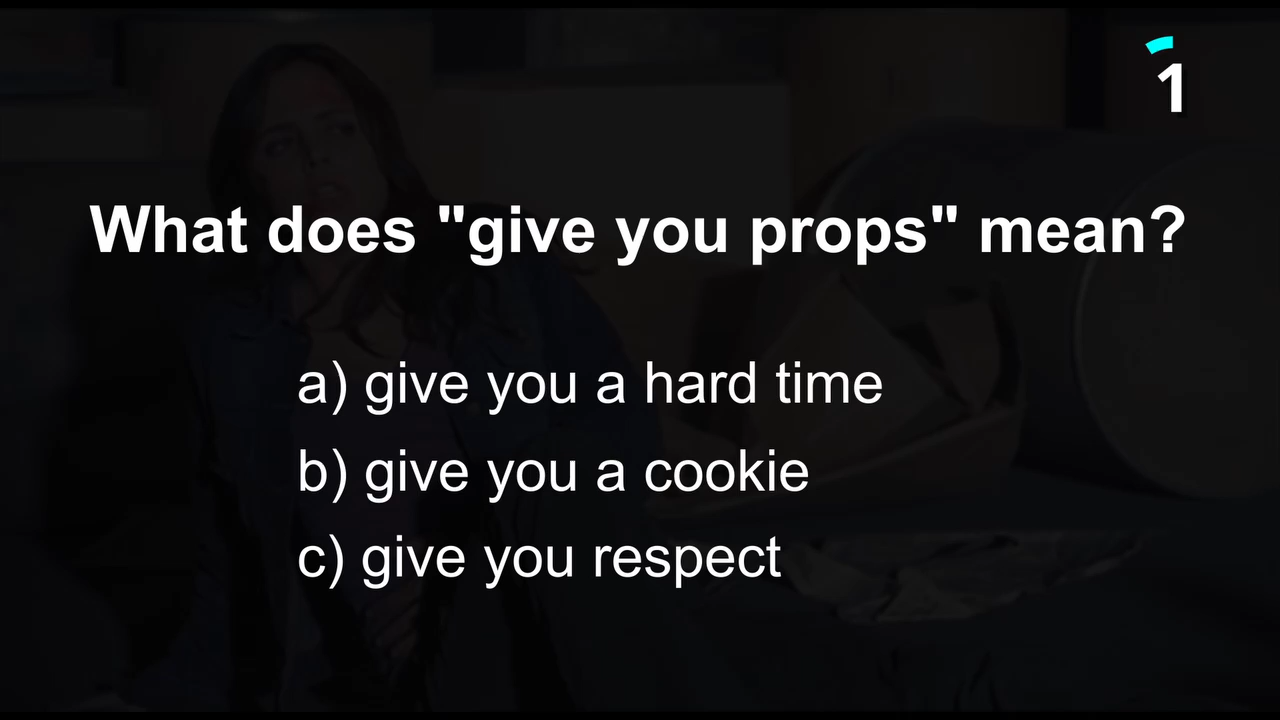 1
What does "give you props" mean?
a) give you a hard time
b) give you a cookie
c) give you respect